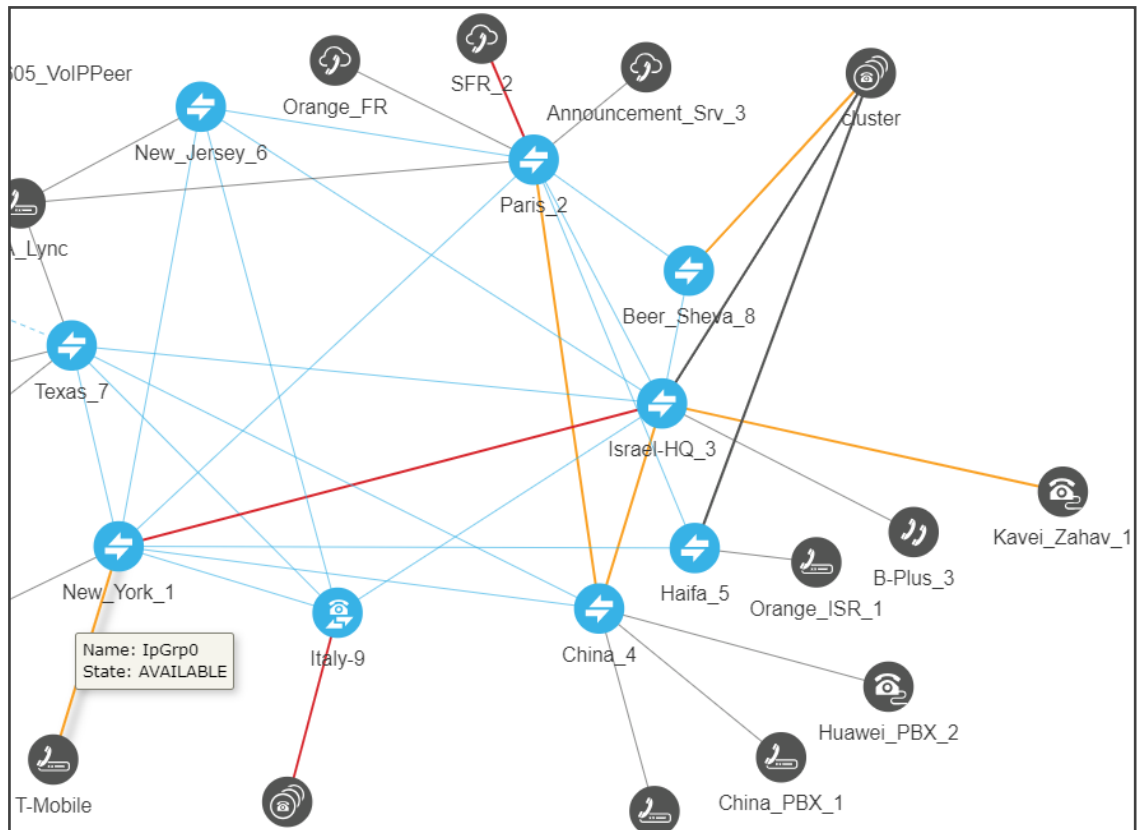 SFR_2
605_VoIPPeer
Orange_FR
Announcement_Srv_3
cluster
New_Jersey_6
Paris_2
A_Lync
Beer_Sheva_8
Texas_7
Israel-HQ_3
Kavei_Zahav_1
B-Plus_3
New_York_1
Haifa_5
Orange_ISR_1
Name: IpGrp0
State: AVAILABLE
Italy-9
China_4
Huawei_PBX_2
T-Mobile
China_PBX_1